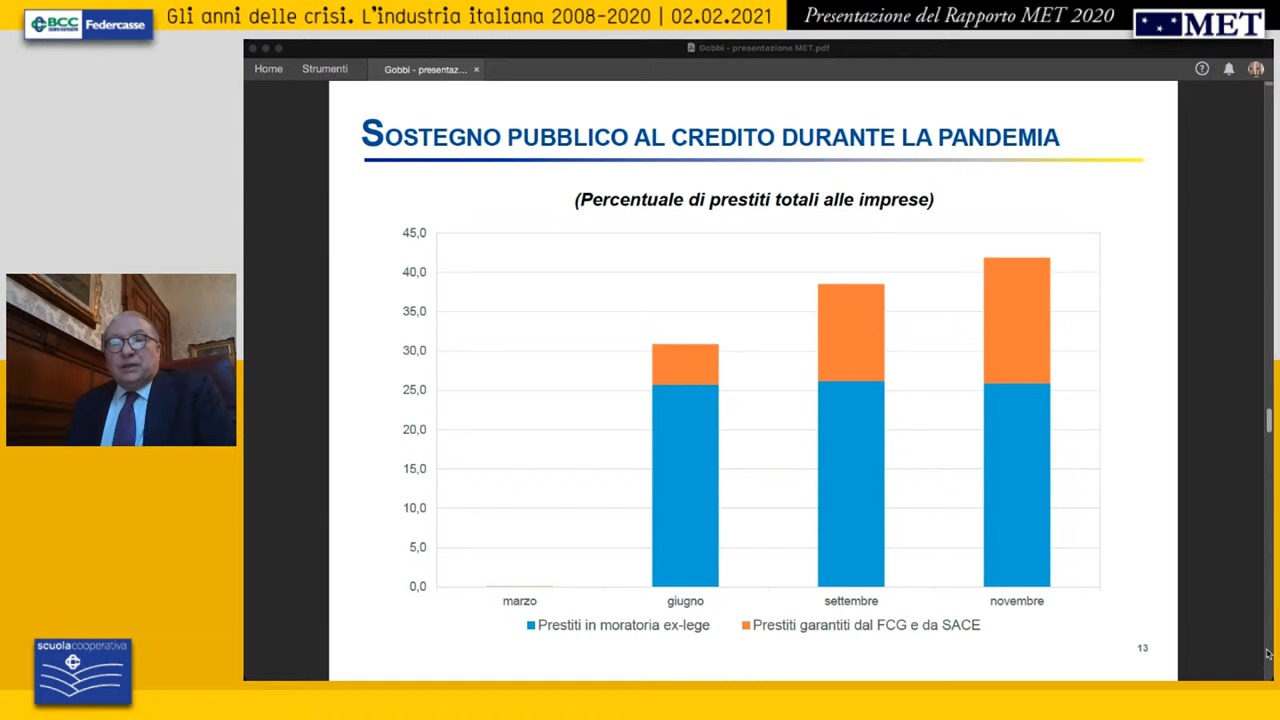 BCC
Federcasse
Gli anni delle crisi. L'industria italiana 2008-2020 | 02.02.2021
Presentazione del Rapporto MET 2020
MET
Gobbi - presentazione MET.pdf
Home
Strumenti
Gobbi - presentaz...
×
SOSTEGNO PUBBLICO AL CREDITO DURANTE LA PANDEMIA
(Percentuale di prestiti totali alle imprese)
45,0
40,0
35,0
30,0
25,0
20,0
15,0
10,0
5,0
0,0
marzo
giugno
settembre
novembre
Prestiti in moratoria ex-lege
Prestiti garantiti dal FCG e da SACE
13
scuolacooperativa